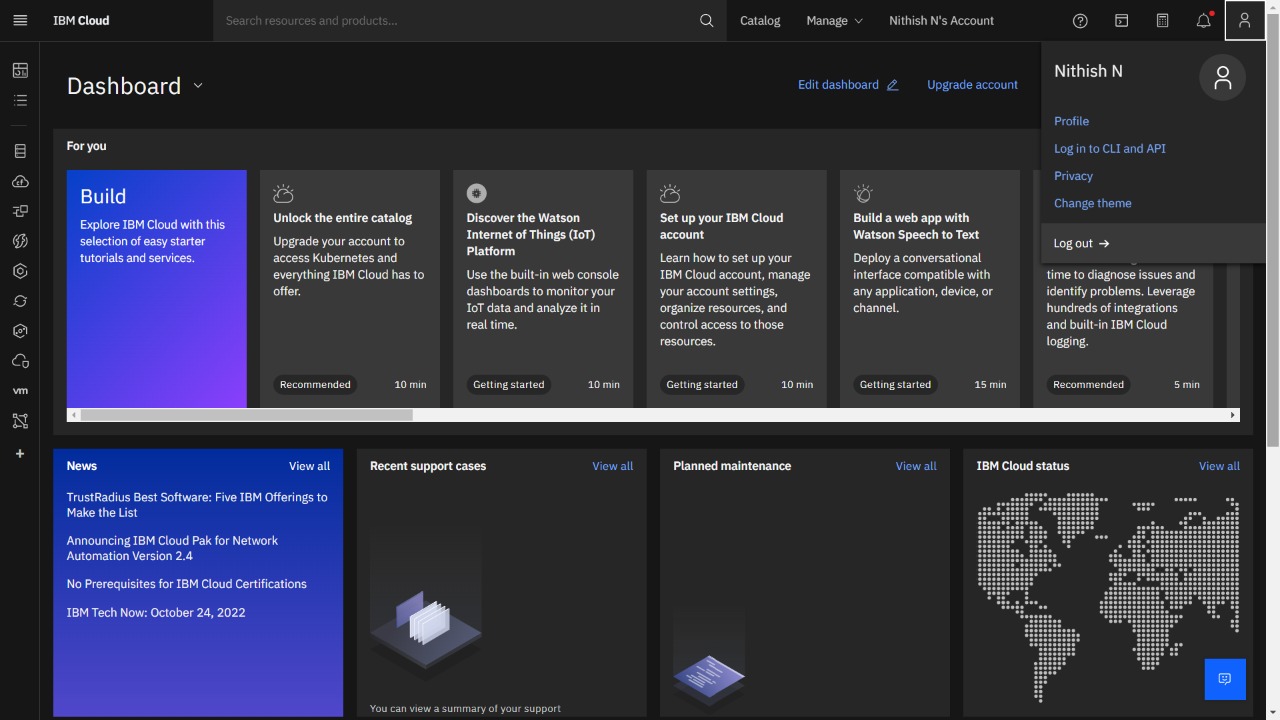 IBM Cloud
Search resources and products...
Catalog
Manage
Nithish N's Account
Nithish N
Profile
Log in to CLI and API
Privacy
Change theme
Log out
Dashboard
Edit dashboard
Upgrade account
For you
Build
Explore IBM Cloud with this
selection of easy starter
tutorials and services.
Unlock the entire catalog
Upgrade your account to
access Kubernetes and
everything IBM Cloud has to
offer.
Recommended
10 min
Discover the Watson
Internet of Things (IoT)
Platform
Use the built-in web console
dashboards to monitor your
IoT data and analyze it in
real time.
Getting started
10 min
Set up your IBM Cloud
account
Learn how to set up your
IBM Cloud account, manage
your account settings,
organize resources, and
control access to those
resources.
Getting started
10 min
Build a web app with
Watson Speech to Text
Deploy a conversational
interface compatible with
any application, device, or
channel.
Getting started
15 min
time to diagnose issues and
identify problems. Leverage
hundreds of integrations
and built-in IBM Cloud
logging.
Recommended
5 min
vm
News
View all
TrustRadius Best Software: Five IBM Offerings to
Make the List
Announcing IBM Cloud Pak for Network
Automation Version 2.4
No Prerequisites for IBM Cloud Certifications
IBM Tech Now: October 24, 2022
Recent support cases
View all
You can view a summary of your support
Planned maintenance
View all
IBM Cloud status
View all